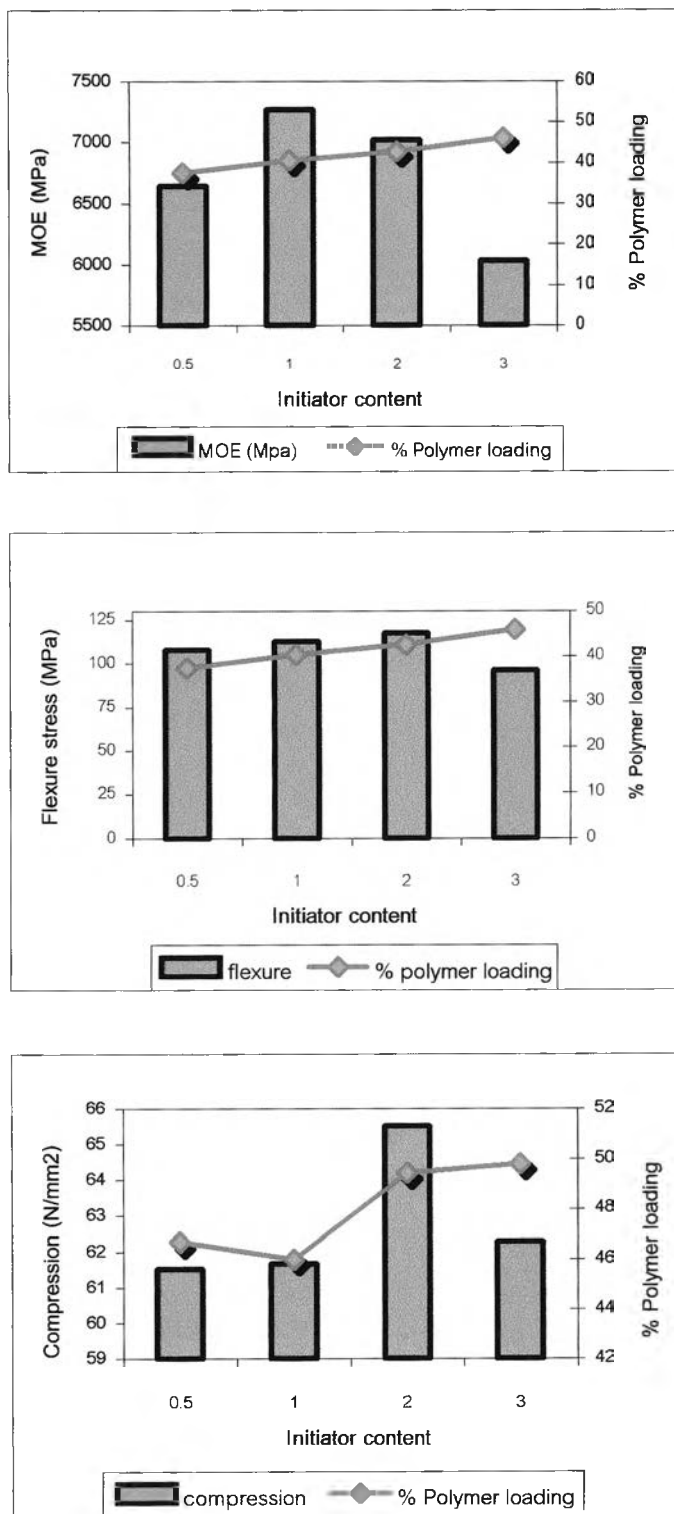 7500
7000
6500
6000
5500
MOE (MPa)
60
50
40
30
20
10
0
% Polymer loading
0.5 1 2 3
Initiator content
MOE (Mpa) % Polymer loading
125
100
75
50
25
0
Flexure stress (MPa)
50
40
30
20
10
0
% Polymer loading
0.5 1 2 3
Initiator content
flexure % polymer loading
66
65
64
63
62
61
60
59
Compression (N/mm2)
52
50
48
46
44
42
% Polymer loading
0.5 1 2 3
Initiator content
compression % Polymer loading